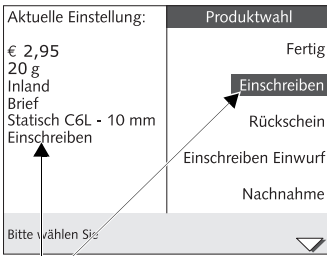 Aktuelle Einstellung:
€ 2,95
20 g
Inland
Brief
Statisch C6L - 10 mm
Einschreiben
Bitte wählen Sie
Produktwahl
Fertig
Einschreiben
Rückschein
Einschreiben Einwurf
Nachnahme